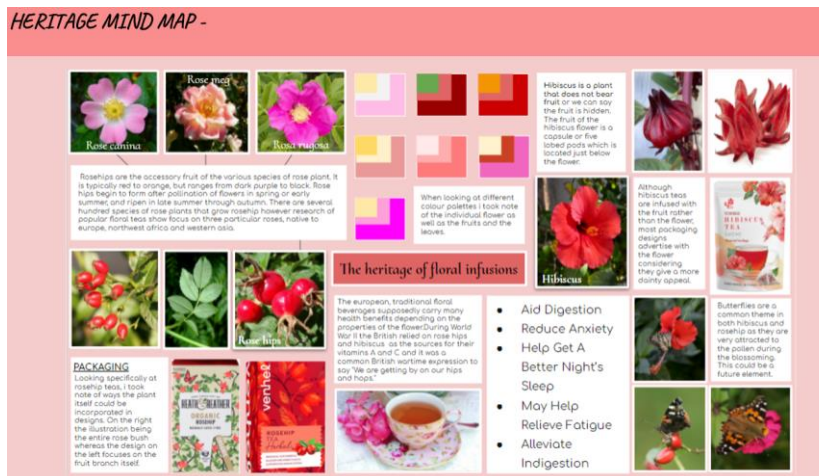 HERITAGE MIND MAP -
Rose canina
Rose meg
Rosa rugosa
Rosehips are the accessory fruit of the various species of rose plant. It
is typically red to orange, but ranges from dark purple to black. Rose
hips begin to form after pollination of flowers in spring or early
summer, and ripen in late summer through autumn. There are several
hundred species of rose plants that grow rosehip however research of
popular floral teas show focus on three particular roses, native to
europe, northwest africa and western asia.
Rose hips
PACKAGING
Looking specifically at
rosehip teas, i took
note of ways the plant
itself could be
incorporated in
designs. On the right
the illustration being
the entire rose bush
whereas the design on
the left focuses on the
fruit branch itself.
HEATH & HEATHER
ORGANIC
ROSEHIP
ROSEHIP
TEA
Herbal
When looking at different
colour palettes i took note
of the individual flower as
well as the fruits and the
leaves.
The heritage of floral infusions
The european, traditional floral
beverages supposedly carry many
health benefits depending on the
properties of the flower.During World
War II the British relied on rose hips
and hibiscus as the sources for their
vitamins A and C and it was a
common British wartime expression to
say "We are getting by on our hips
and hops."
Hibiscus is a plant
that does not bear
fruit or we can say
the fruit is hidden.
The fruit of the
hibiscus flower is a
capsule or five
lobed pods which is
located just below
the flower.
Hibiscus
Although
hibiscus teas
are infused with
the fruit rather
than the flower,
most packaging
designs
advertise with
the flower
considering
they give a more
dainty appeal.
HIBISCUS
TEA
• Aid Digestion
• Reduce Anxiety
• Help Get A
Better Night's
Sleep
• May Help
Relieve Fatigue
• Alleviate
Indigestion
Butterflies are a
common theme in
both hibiscus and
rosehip as they are
very attracted to
the pollen during
the blossoming.
This could be a
future element.